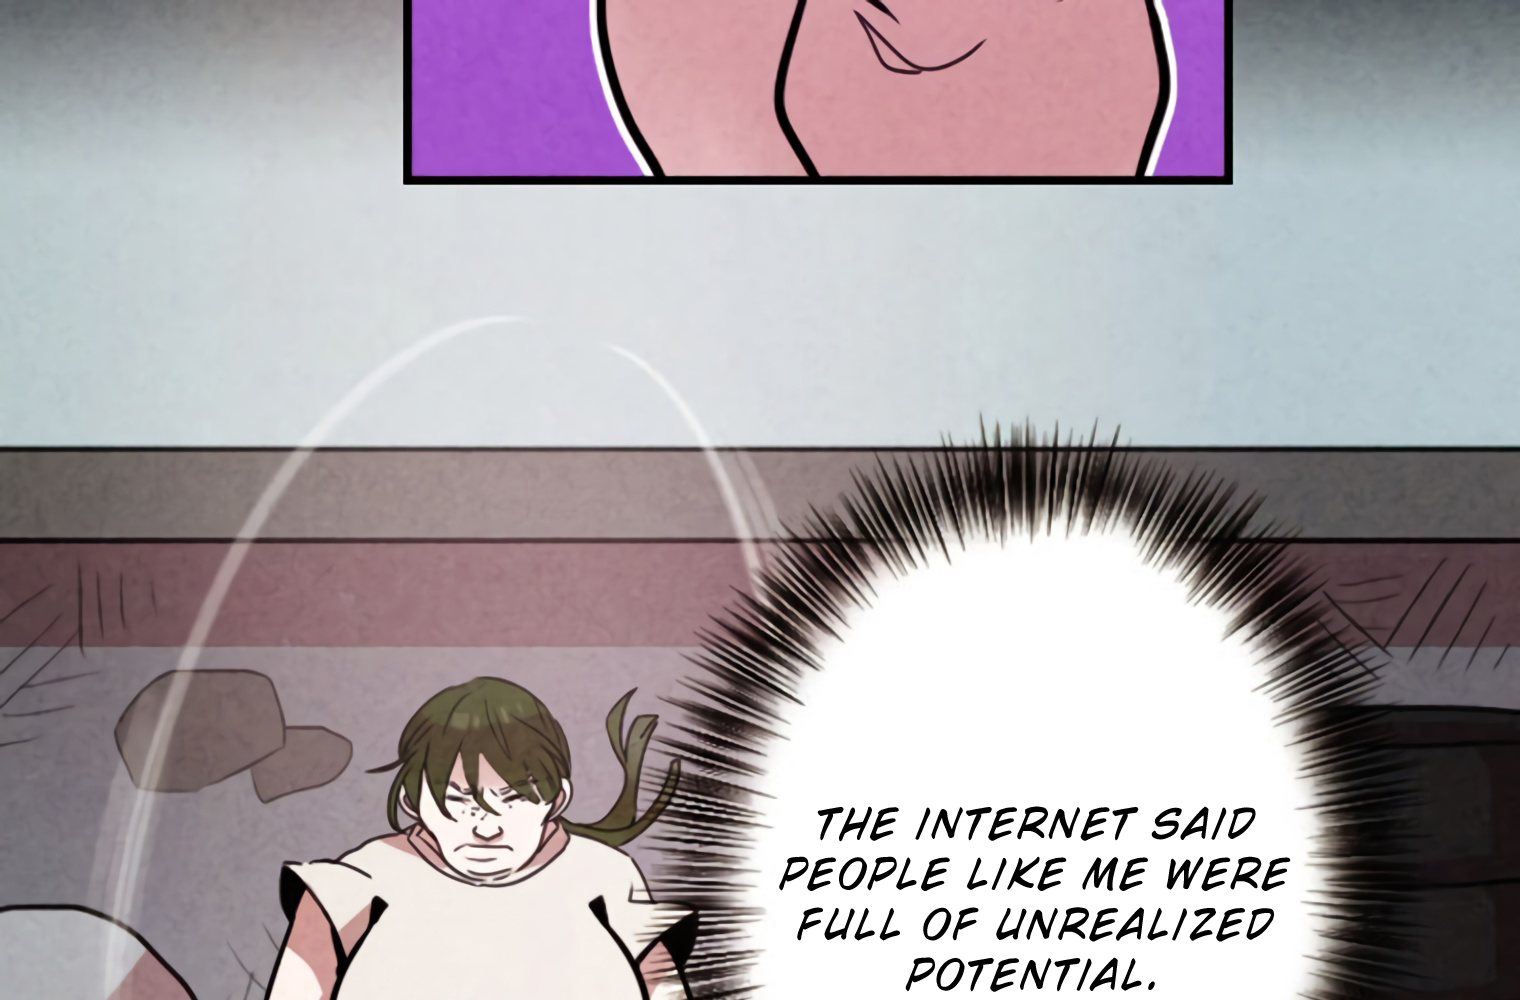 THE INTERNET SAID
PEOPLE LIKE ME WERE
FULL OF UNREALIZED
POTENTIAL.